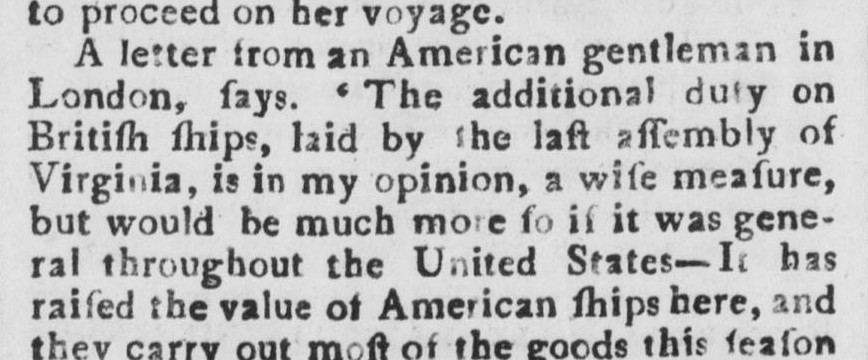 to proceed on her voyage.
A letter from an American gentleman in
London, ſays. ‘ The additional duty on
Britiſh ſhips, laid by the laſt aſſembly of
Virginia, is in my opinion, a wiſe meaſure,
but would be much more ſo if it was gene-
ral throughout the United States—It has
raiſed the value of American ſhips here, and
they carry out moſt of the goods this ſeaſon